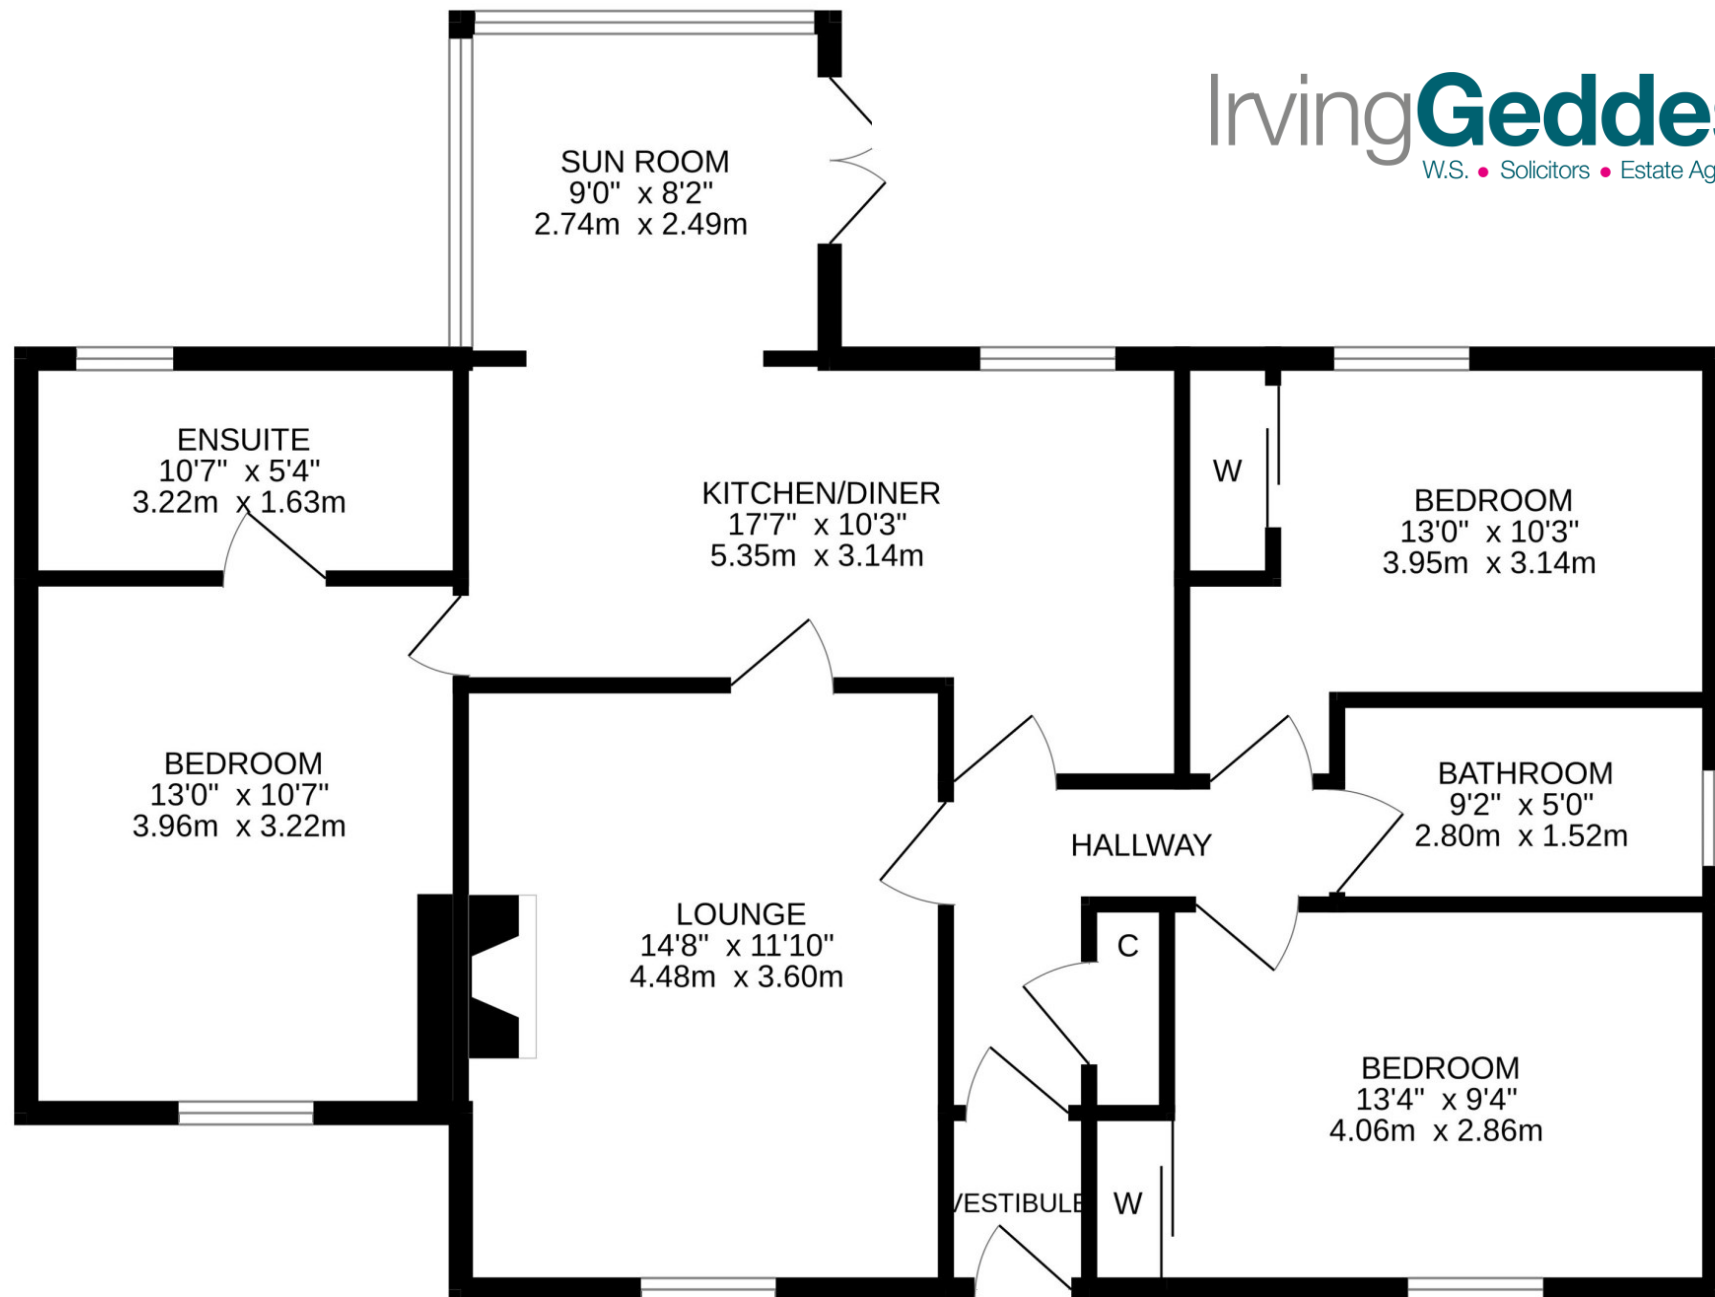 IrvingGeddes
W.S. • Solicitors • Estate Ag
SUN ROOM
9'0" x 8'2"
2.74m x 2.49m
ENSUITE
10'7" x 5'4"
3.22m x 1.63m
KITCHEN/DINER
17'7" x 10'3"
5.35m x 3.14m
W
BEDROOM
13'0" x 10'3"
3.95m x 3.14m
BEDROOM
13'0" x 10'7"
3.96m x 3.22m
BATHROOM
9'2" x 5'0"
2.80m x 1.52m
HALLWAY
LOUNGE
14'8" x 11'10"
4.48m x 3.60m
C
BEDROOM
13'4" x 9'4"
4.06m x 2.86m
VESTIBULE
W